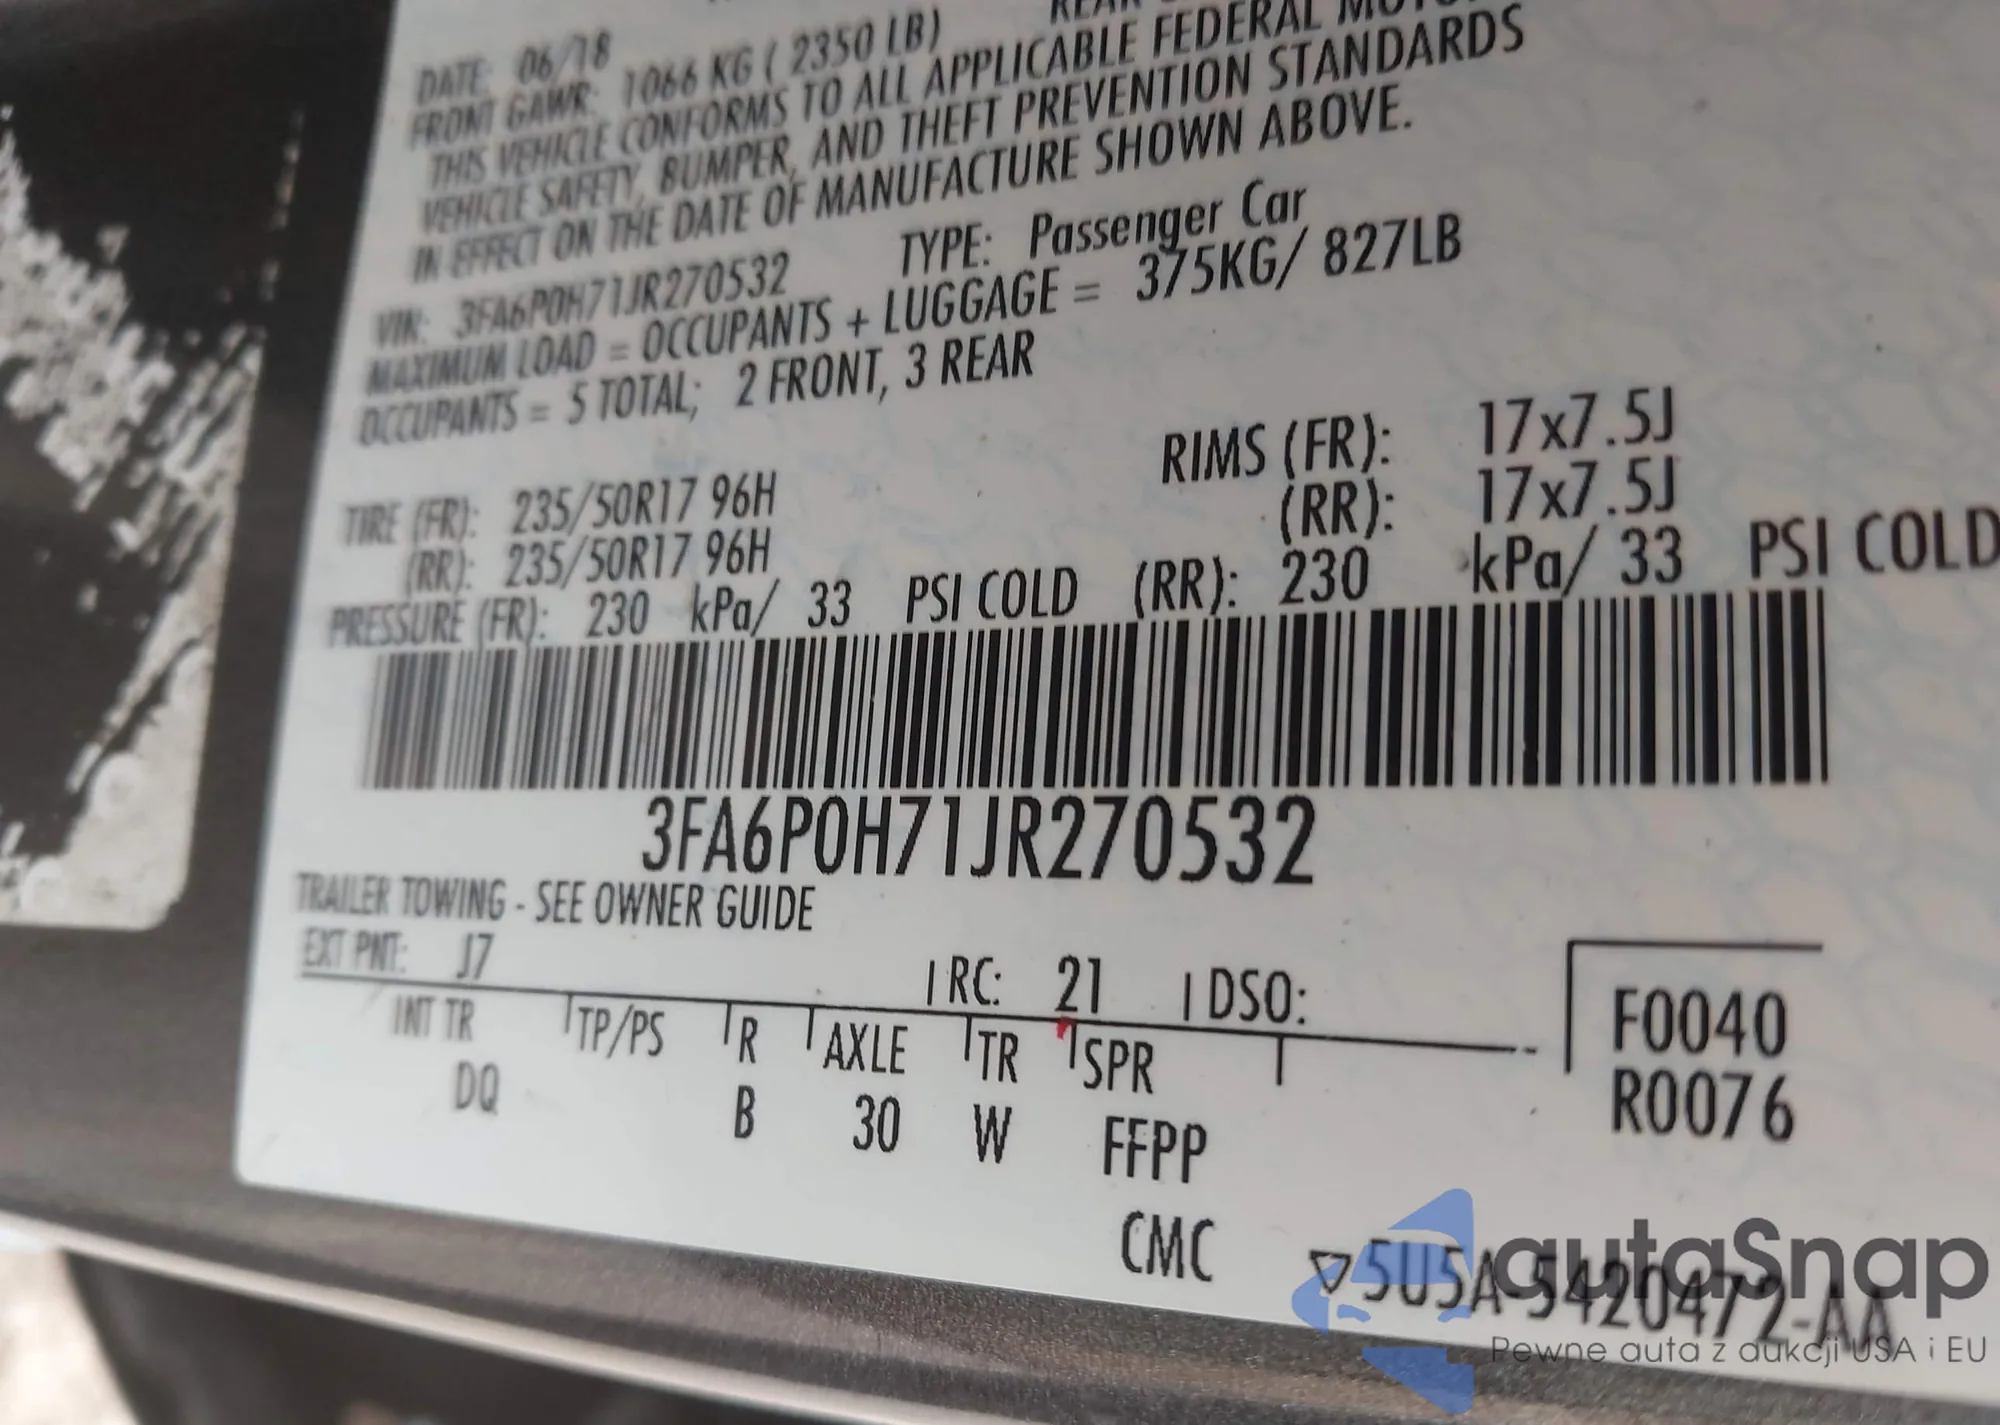 REAR
DATE: 06/18
FRONT GAWR: 1066 KG ( 2350 LB)
THIS VEHICLE CONFORMS TO ALL APPLICABLE FEDERAL
VEHICLE SAFETY, BUMPER, AND THEFT PREVENTION STANDARDS
IN EFFECT ON THE DATE OF MANUFACTURE SHOWN ABOVE.
VIN: 3FA6P0H71JR270532 TYPE: Passenger Car
MAXIMUM LOAD = OCCUPANTS + LUGGAGE = 375KG/ 827LB
OCCUPANTS = 5 TOTAL; 2 FRONT, 3 REAR
TIRE (FR): 235/50R17 96H RIMS (FR): 17x7.5J
(RR): 235/50R17 96H (RR): 17x7.5J
PRESSURE (FR): 230 kPa/ 33 PSI COLD (RR): 230 kPa/ 33 PSI COLD
3FA6P0H71JR270532
TRAILER TOWING - SEE OWNER GUIDE
EXT PNT: J7 RC: 21 DSO:
INT TR TP/PS R AXLE TR SPR
DQ B 30 W FFPP
F0040
R0076
CMC
5U5A-5420472-AA
autaSnap
Pewne auta z aukcji USA i EU